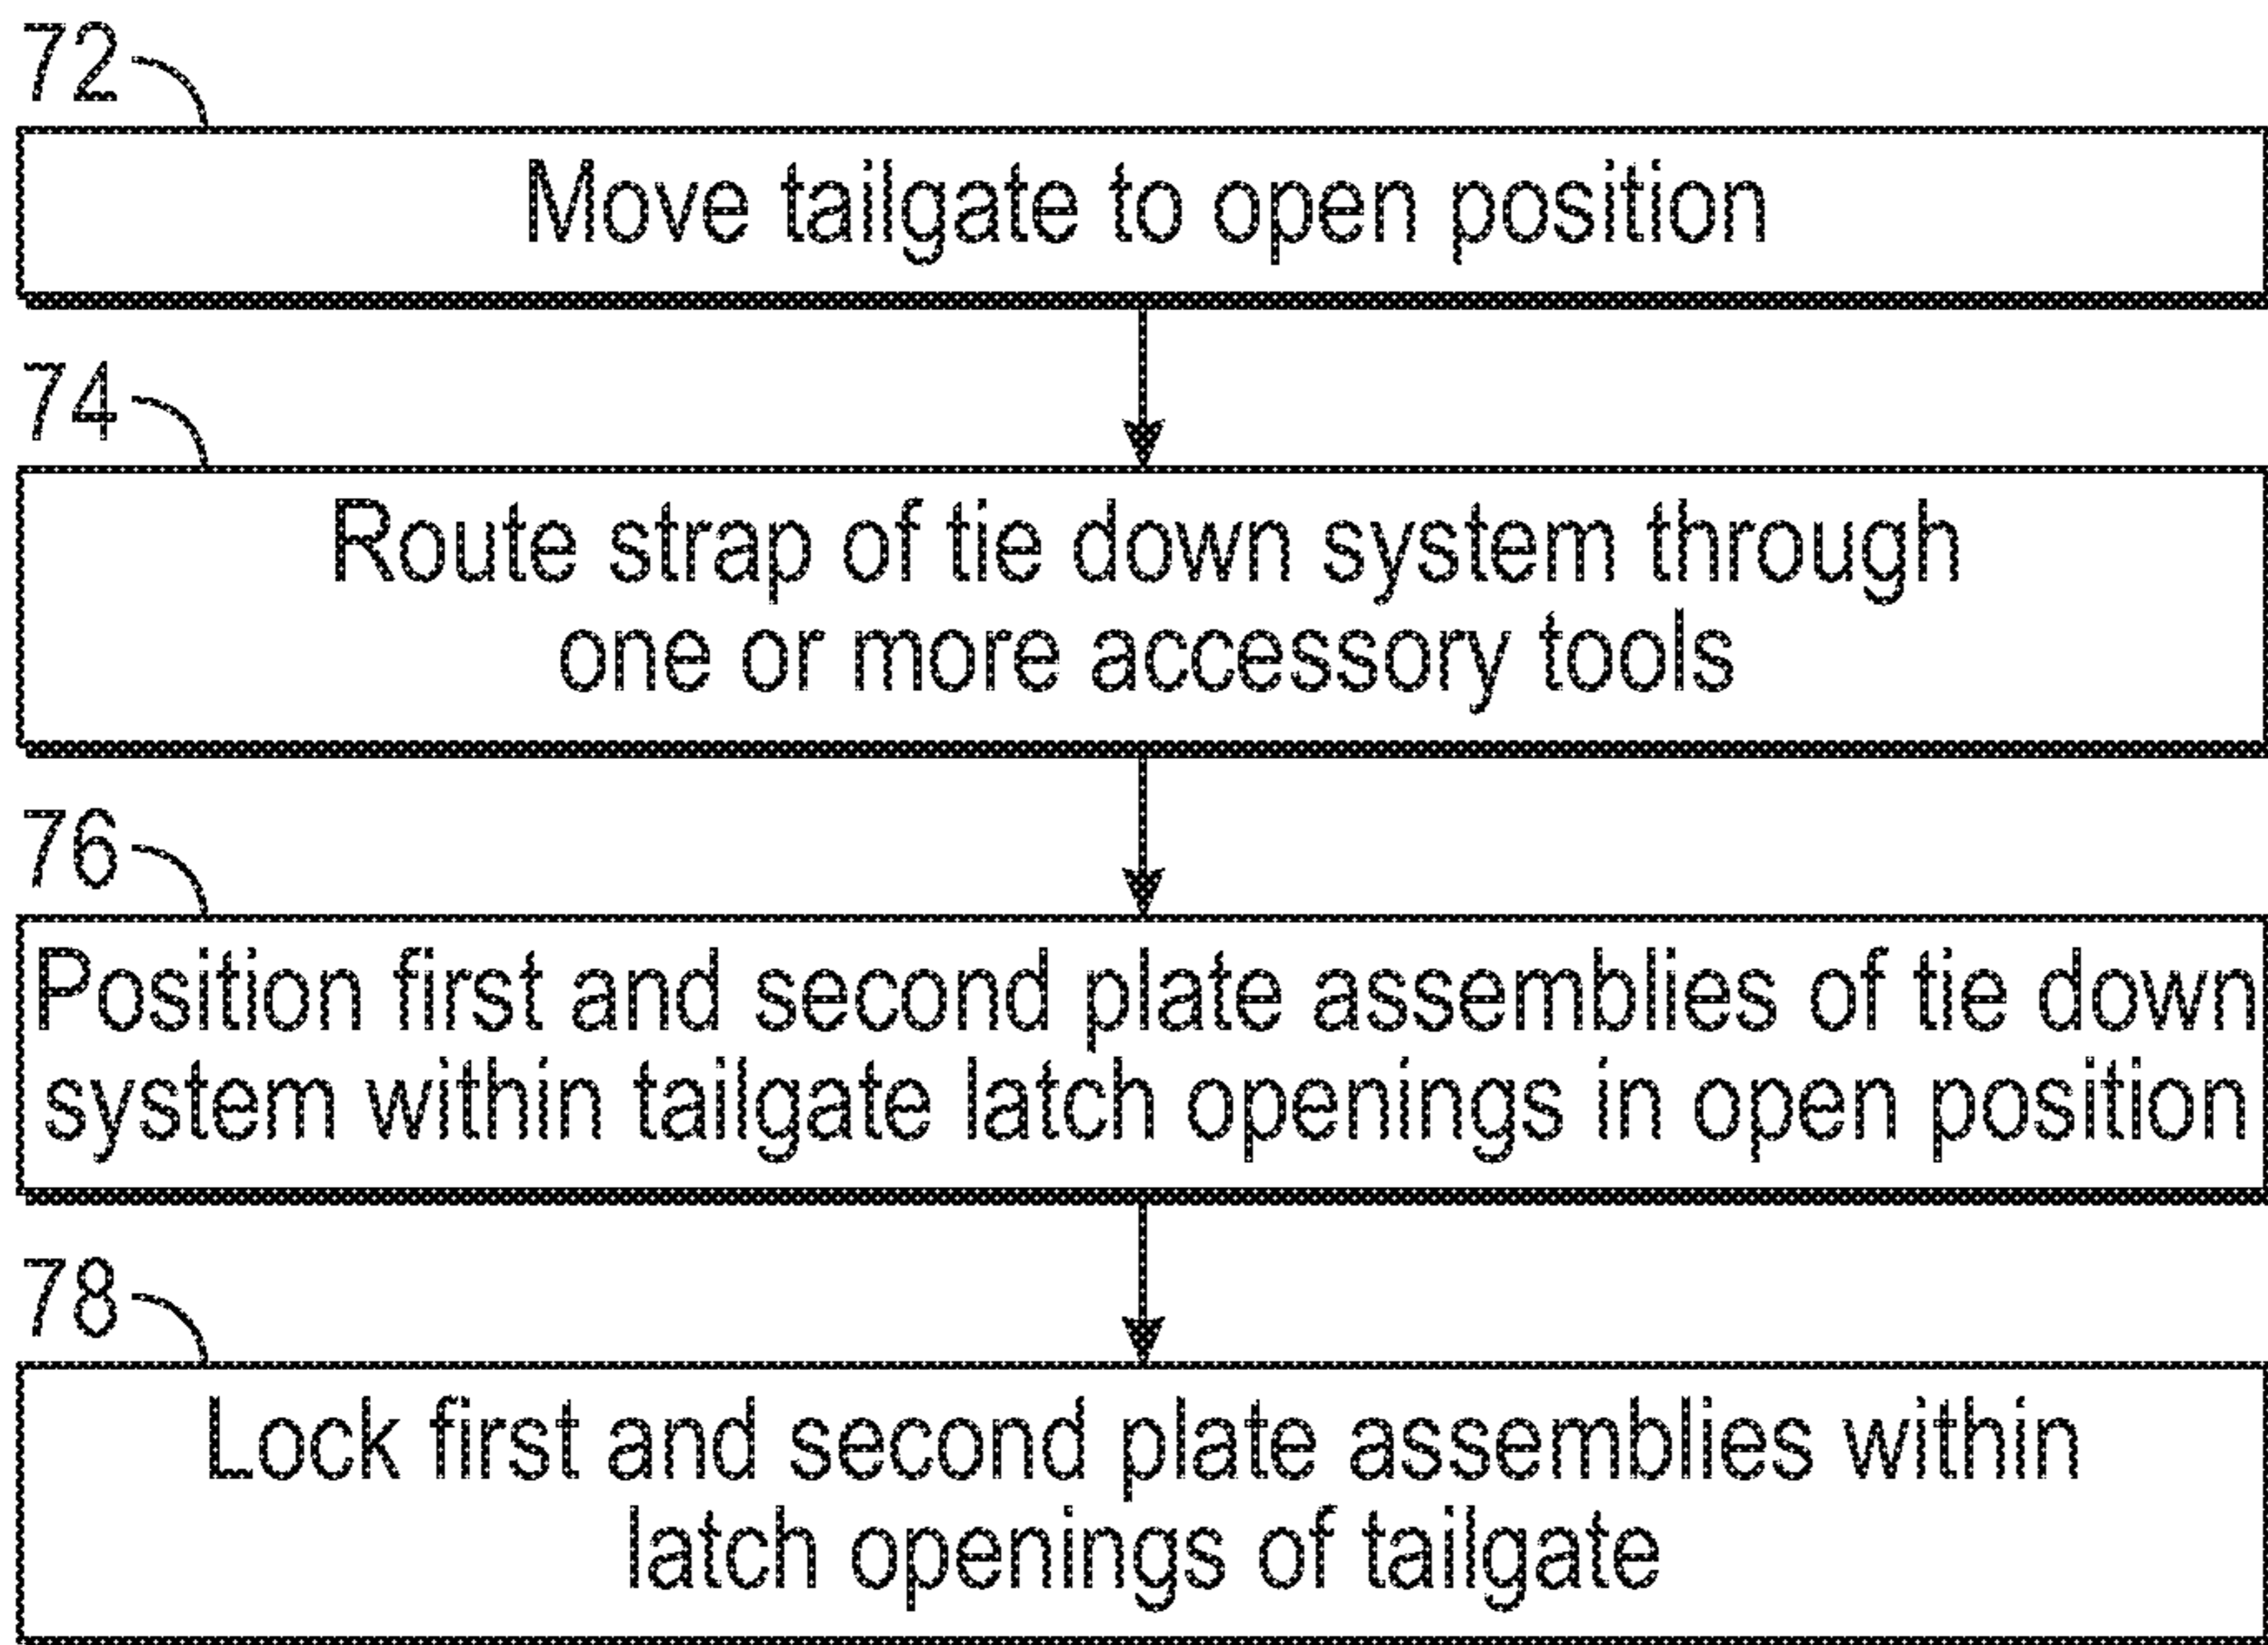 72
Move tailgate to open position
74
Route strap of tie down system through
one or more accessory tools
76
Position first and second plate assemblies of tie down
system within tailgate latch openings in open position
78
Lock first and second plate assemblies within
latch openings of tailgate